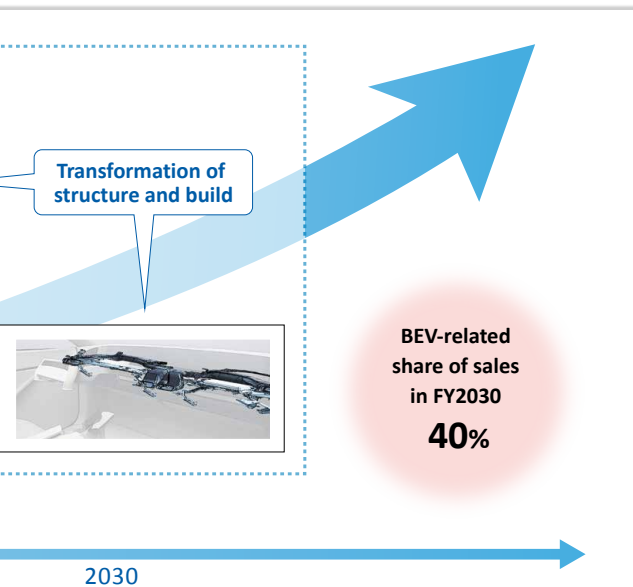 Transformation of
structure and build
BEV-related
share of sales
in FY2030
40%
2030